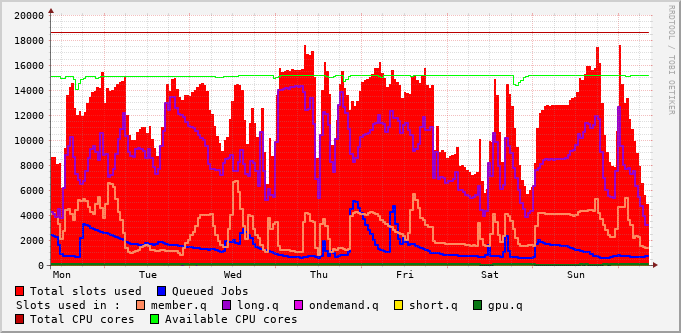 20000
18000
16000
14000
12000
10000
8000
6000
4000
2000
0
Mon Tue Wed Thu Fri Sat Sun
RRDTOOL / TOBI OETIKER
Total slots used Queued Jobs
Slots used in : member.q long.q ondemand.q short.q gpu.q
Total CPU cores Available CPU cores